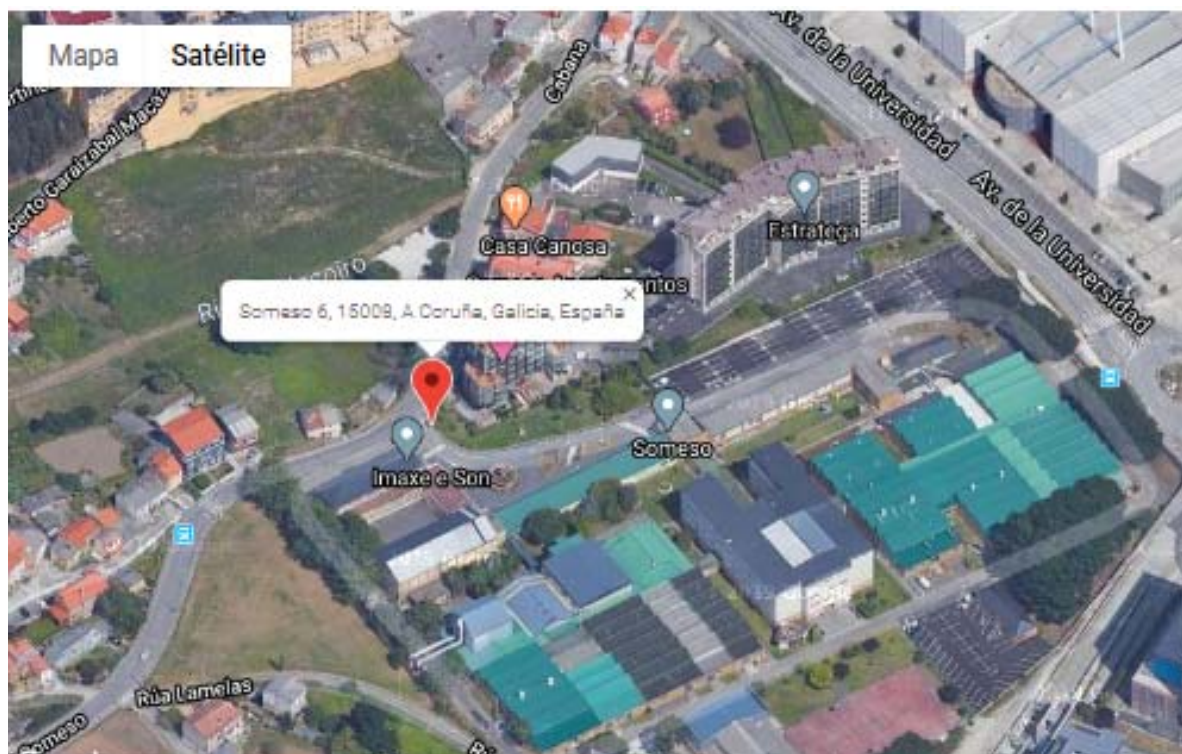 Mapa
Satélite
Av. de la Universidad
Cabana
Av. de la Universidad
Estratega
Casa Canosa
Someso 6, 15008, A Coruña, Galicia, España
×
Someso
Imaxe e Son
Rúa Lamelas
Someso